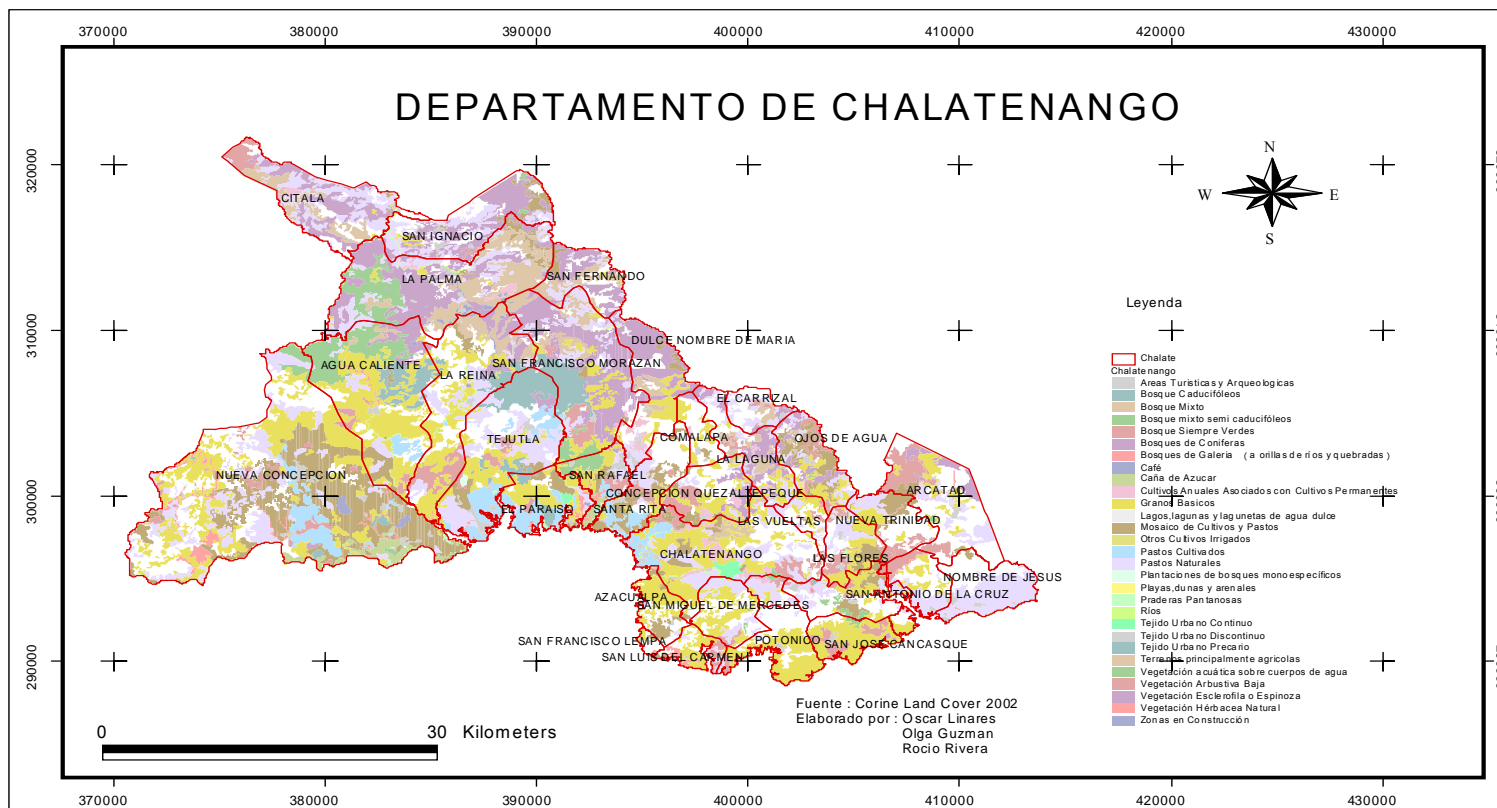 370000 380000 390000 400000 410000 420000 430000
DEPARTAMENTO DE CHALATENANGO
320000
310000
300000
290000
N
W E
S
CITALA
SAN IGNACIO
LA PALMA
SAN FERNANDO
DULCE NOMBRE DE MARIA
AGUA CALIENTE
LA REINA
SAN FRANCISCO MORAZAN
EL CARRIZAL
TEJUTLA
COMALAPA
OJOS DE AGUA
LA LAGUNA
NUEVA CONCEPCION
SAN RAFAEL
CONCEPCION QUEZALTEPEQUE
ARCATAO
EL PARAISO
SANTA RITA
LAS VUELTAS
NUEVA TRINIDAD
CHALATENANGO
LAS FLORES
NOMBRE DE JESUS
AZACUALPA
SAN MIGUEL DE MERCEDES
SAN ANTONIO DE LA CRUZ
SAN FRANCISCO LEMPA
POTONICO
SAN JOSE CANCASQUE
SAN LUIS DEL CARMEN
Leyenda
Chalate
Chalatenango
Areas Turisticas y Arqueologicas
Bosque Caducifóleos
Bosque Mixto
Bosque mixto semi caducifóleos
Bosque Siempre Verdes
Bosques de Coniferas
Bosques de Galeria (a orillas de ríos y quebradas)
Café
Caña de Azucar
Cultivos Anuales Asociados con Cultivos Permanentes
Granos Basicos
Lagos,lagunas y lagunetas de agua dulce
Mosaico de Cultivos y Pastos
Otros Cultivos Irrigados
Pastos Cultivados
Pastos Naturales
Plantaciones de bosques monoespecíficos
Playas,dunas y arenales
Praderas Pantanosas
Ríos
Tejido Urbano Continuo
Tejido Urbano Discontinuo
Tejido Urbano Precario
Terrenos principalmente agrícolas
Vegetación acuática sobre cuerpos de agua
Vegetación Arbustiva Baja
Vegetación Esclerofila o Espinoza
Vegetación Hérbacea Natural
Zonas en Construcción
Fuente : Corine Land Cover 2002
Elaborado por : Oscar Linares
Olga Guzman
Rocio Rivera
0 30 Kilometers
370000 380000 390000 400000 410000 420000 430000